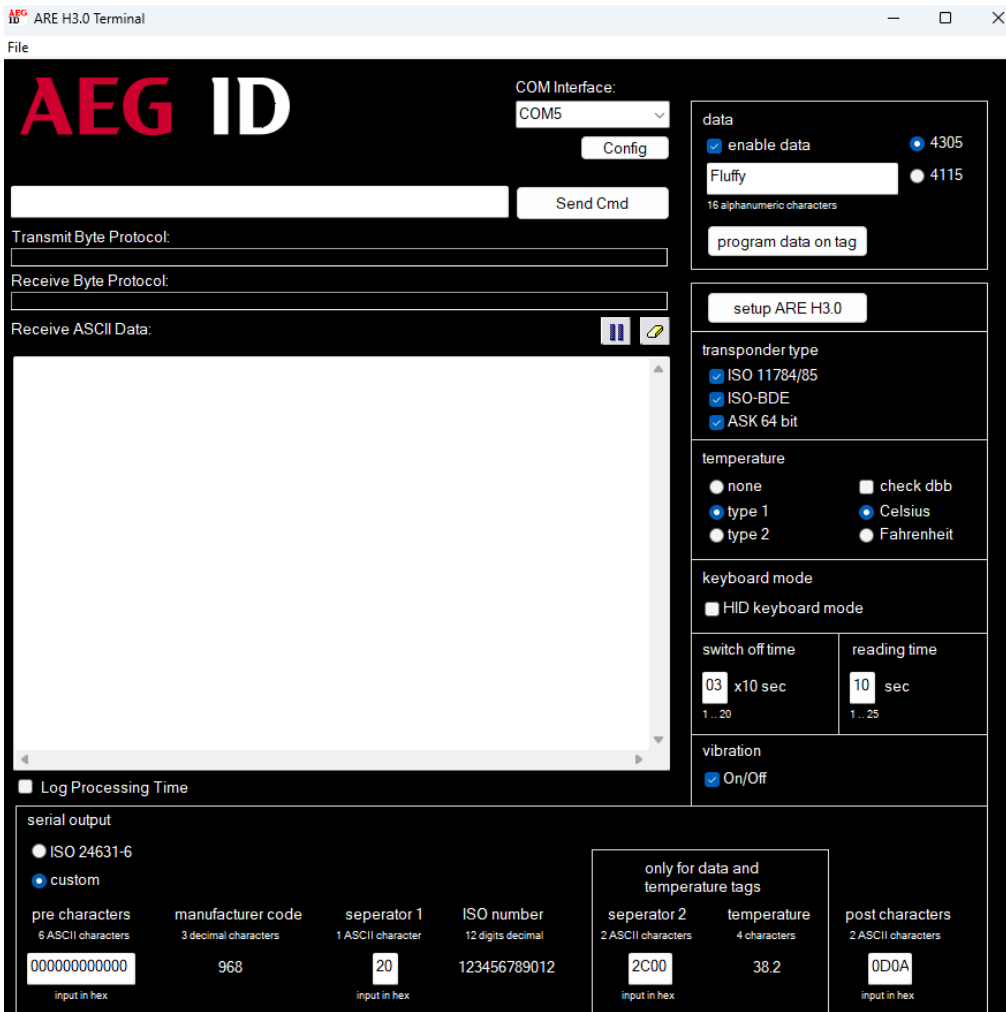 AEG ID ARE H3.0 Terminal
File
AEG ID
COM Interface:
COM5
Config
Send Cmd
Transmit Byte Protocol:
Receive Byte Protocol:
Receive ASCII Data:
Log Processing Time
data
enable data
4305
Fluffy
4115
16 alphanumeric characters
program data on tag
setup ARE H3.0
transponder type
ISO 11784/85
ISO-BDE
ASK 64 bit
temperature
none
check dbb
type 1
Celsius
type 2
Fahrenheit
keyboard mode
HID keyboard mode
switch off time
03 x10 sec
1 .. 20
reading time
10 sec
1 .. 25
vibration
On/Off
serial output
ISO 24631-6
custom
only for data and
temperature tags
pre characters
6 ASCII characters
000000000000
input in hex
manufacturer code
3 decimal characters
968
seperator 1
1 ASCII character
20
input in hex
ISO number
12 digits decimal
123456789012
seperator 2
2 ASCII characters
2C00
input in hex
temperature
4 characters
38.2
post characters
2 ASCII characters
0D0A
input in hex